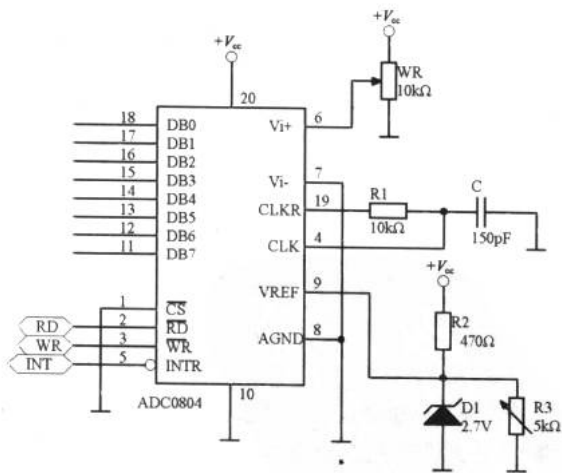 +Vcc
+Vcc
20
WR
10kΩ
18 DB0
17 DB1
16 DB2
15 DB3
14 DB4
13 DB5
12 DB6
11 DB7
Vi+ 6
Vi- 7
CLKR 19
R1
10kΩ
C
150pF
CLK 4
+Vcc
VREF 9
R2
470Ω
1 CS
RD 2 RD
WR 3 WR
INT 5 INTR
AGND 8
10
ADC0804
D1
2.7V
R3
5kΩ